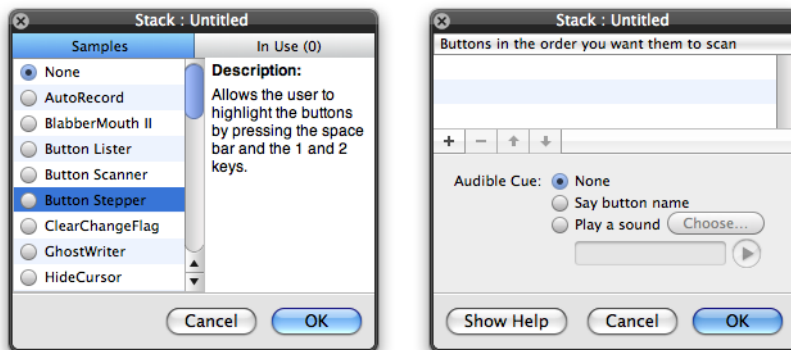 Stack : Untitled
Samples
In Use (0)
None
AutoRecord
BlabberMouth II
Button Lister
Button Scanner
Button Stepper
ClearChangeFlag
GhostWriter
HideCursor
Description:
Allows the user to
highlight the buttons
by pressing the space
bar and the 1 and 2
keys.
Cancel
OK
Stack : Untitled
Buttons in the order you want them to scan
Audible Cue:
None
Say button name
Play a sound
Choose...
Show Help
Cancel
OK